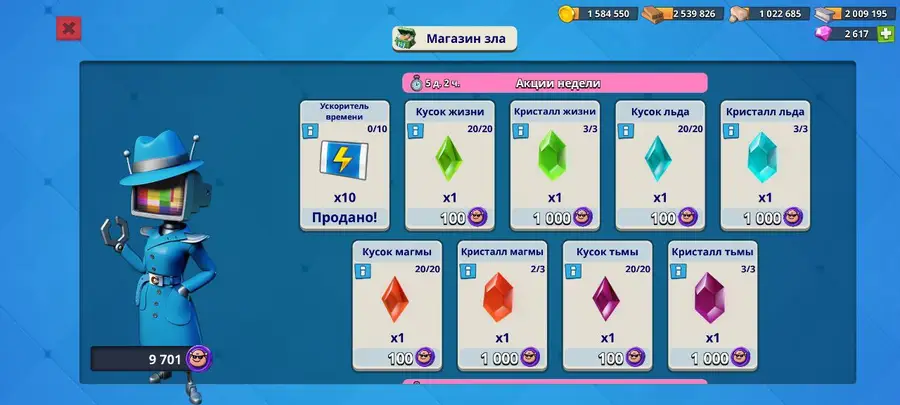 1 584 550
2 539 826
1 022 685
2 009 195
2 617
Магазин зла
5 д. 2 ч.
Акции недели
Ускоритель времени
0/10
x10
Продано!
Кусок жизни
20/20
x1
100
Кристалл жизни
3/3
x1
1 000
Кусок льда
20/20
x1
100
Кристалл льда
3/3
x1
1 000
Кусок магмы
20/20
x1
100
Кристалл магмы
2/3
x1
1 000
Кусок тьмы
20/20
x1
100
Кристалл тьмы
3/3
x1
1 000
9 701